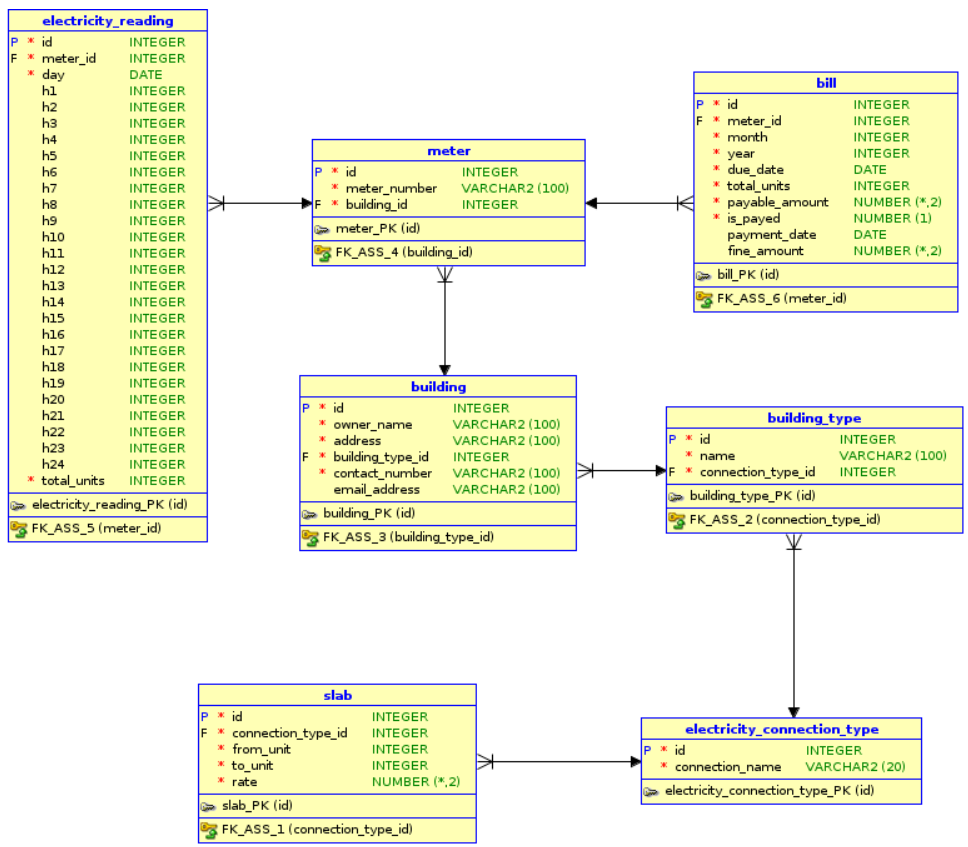 electricity_reading
P * id INTEGER
F * meter_id INTEGER
* day DATE
h1 INTEGER
h2 INTEGER
h3 INTEGER
h4 INTEGER
h5 INTEGER
h6 INTEGER
h7 INTEGER
h8 INTEGER
h9 INTEGER
h10 INTEGER
h11 INTEGER
h12 INTEGER
h13 INTEGER
h14 INTEGER
h15 INTEGER
h16 INTEGER
h17 INTEGER
h18 INTEGER
h19 INTEGER
h20 INTEGER
h21 INTEGER
h22 INTEGER
h23 INTEGER
h24 INTEGER
* total_units INTEGER
electricity_reading_PK (id)
FK_ASS_5 (meter_id)
meter
P * id INTEGER
* meter_number VARCHAR2 (100)
F * building_id INTEGER
meter_PK (id)
FK_ASS_4 (building_id)
bill
P * id INTEGER
F * meter_id INTEGER
* month INTEGER
* year INTEGER
* due_date DATE
* total_units INTEGER
* payable_amount NUMBER (*,2)
* is_payed NUMBER (1)
payment_date DATE
fine_amount NUMBER (*,2)
bill_PK (id)
FK_ASS_6 (meter_id)
building
P * id INTEGER
* owner_name VARCHAR2 (100)
* address VARCHAR2 (100)
F * building_type_id INTEGER
* contact_number VARCHAR2 (100)
email_address VARCHAR2 (100)
building_PK (id)
FK_ASS_3 (building_type_id)
building_type
P * id INTEGER
* name VARCHAR2 (100)
F * connection_type_id INTEGER
building_type_PK (id)
FK_ASS_2 (connection_type_id)
slab
P * id INTEGER
F * connection_type_id INTEGER
* from_unit INTEGER
* to_unit INTEGER
* rate NUMBER (*,2)
slab_PK (id)
FK_ASS_1 (connection_type_id)
electricity_connection_type
P * id INTEGER
* connection_name VARCHAR2 (20)
electricity_connection_type_PK (id)